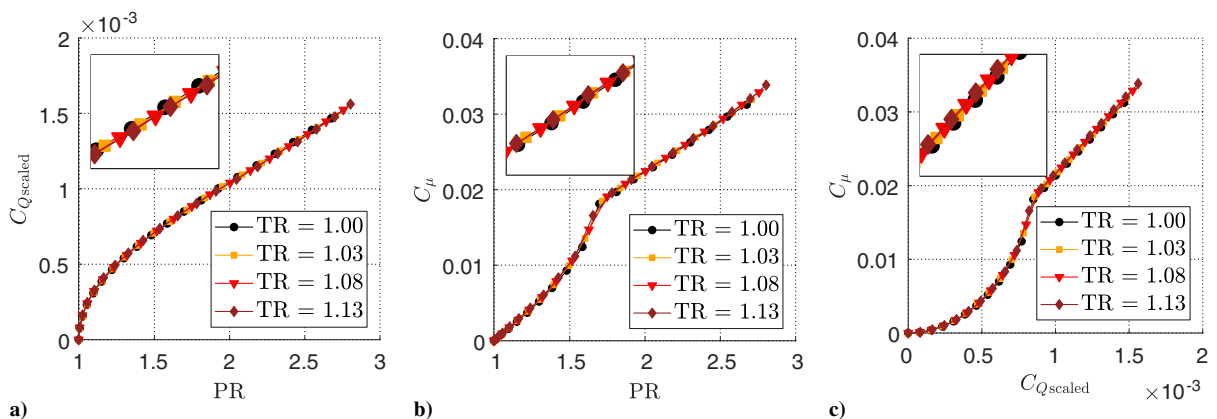 ×10⁻³
2
1.5
1
0.5
0
C_Qscaled
1 1.5 2 2.5 3
PR
TR = 1.00
TR = 1.03
TR = 1.08
TR = 1.13
a)
0.04
0.03
0.02
0.01
0.00
C_μ
1 1.5 2 2.5 3
PR
TR = 1.00
TR = 1.03
TR = 1.08
TR = 1.13
b)
0.04
0.03
0.02
0.01
0.00
C_μ
0 0.5 1 1.5 2
C_Qscaled ×10⁻³
TR = 1.00
TR = 1.03
TR = 1.08
TR = 1.13
c)